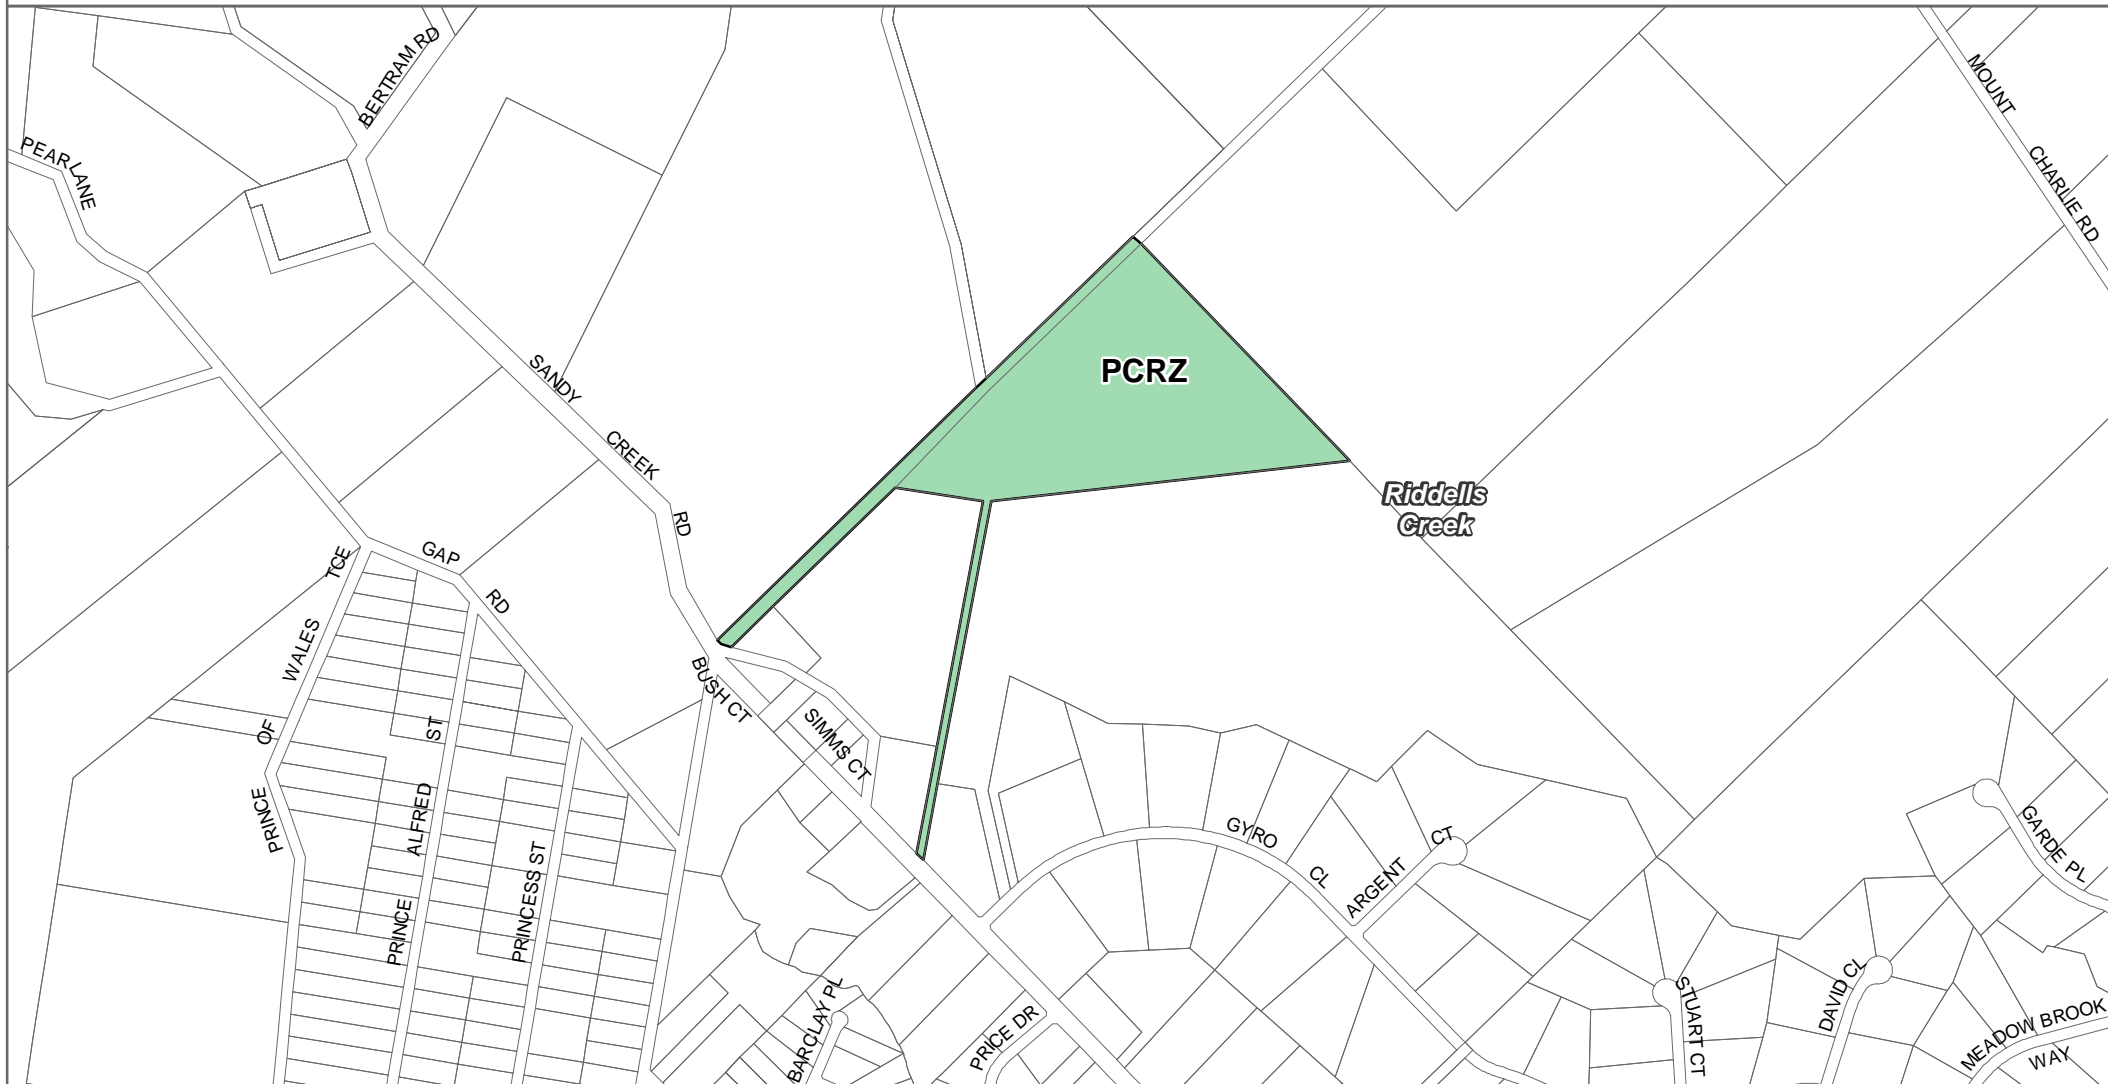 BERTRAM RD
MOUNT
CHARLIE RD
PEAR LANE
PCRZ
SANDY
CREEK
RD
Riddells
Creek
GAP
RD
PRINCE OF WALES TCE
BUSH CT
SIMMS CT
PRINCE ALFRED ST
PRINCESS ST
GYRO
CL
ARGENT CT
GARDE PL
BARCLAY PL
PRICE DR
STUART CT
DAVID CL
MEADOW BROOK
WAY